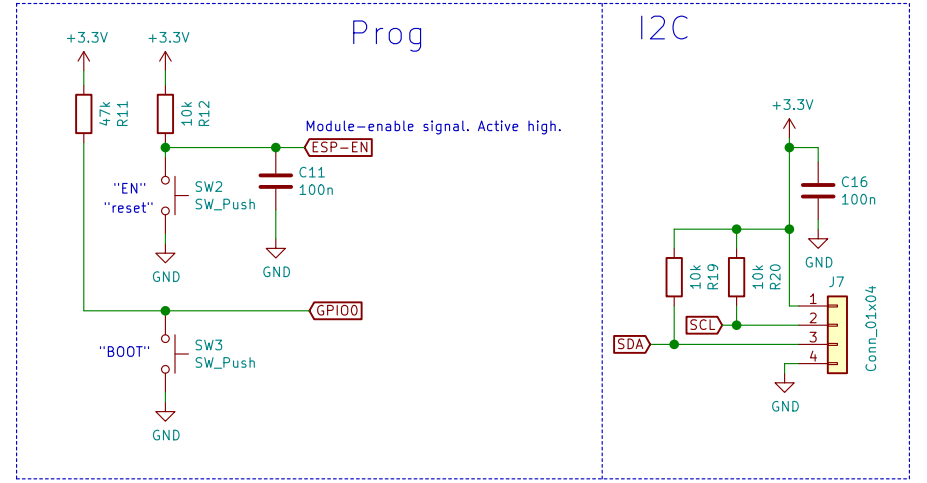 Prog
+3.3V
+3.3V
47k
R11
10k
R12
Module-enable signal. Active high.
ESP-EN
"EN"
"reset"
SW2
SW_Push
C11
100n
GND
GND
GPIO0
"BOOT"
SW3
SW_Push
GND
I2C
+3.3V
C16
100n
GND
10k
R19
10k
R20
J7
1
2
3
4
SCL
SDA
Conn_01x04
GND